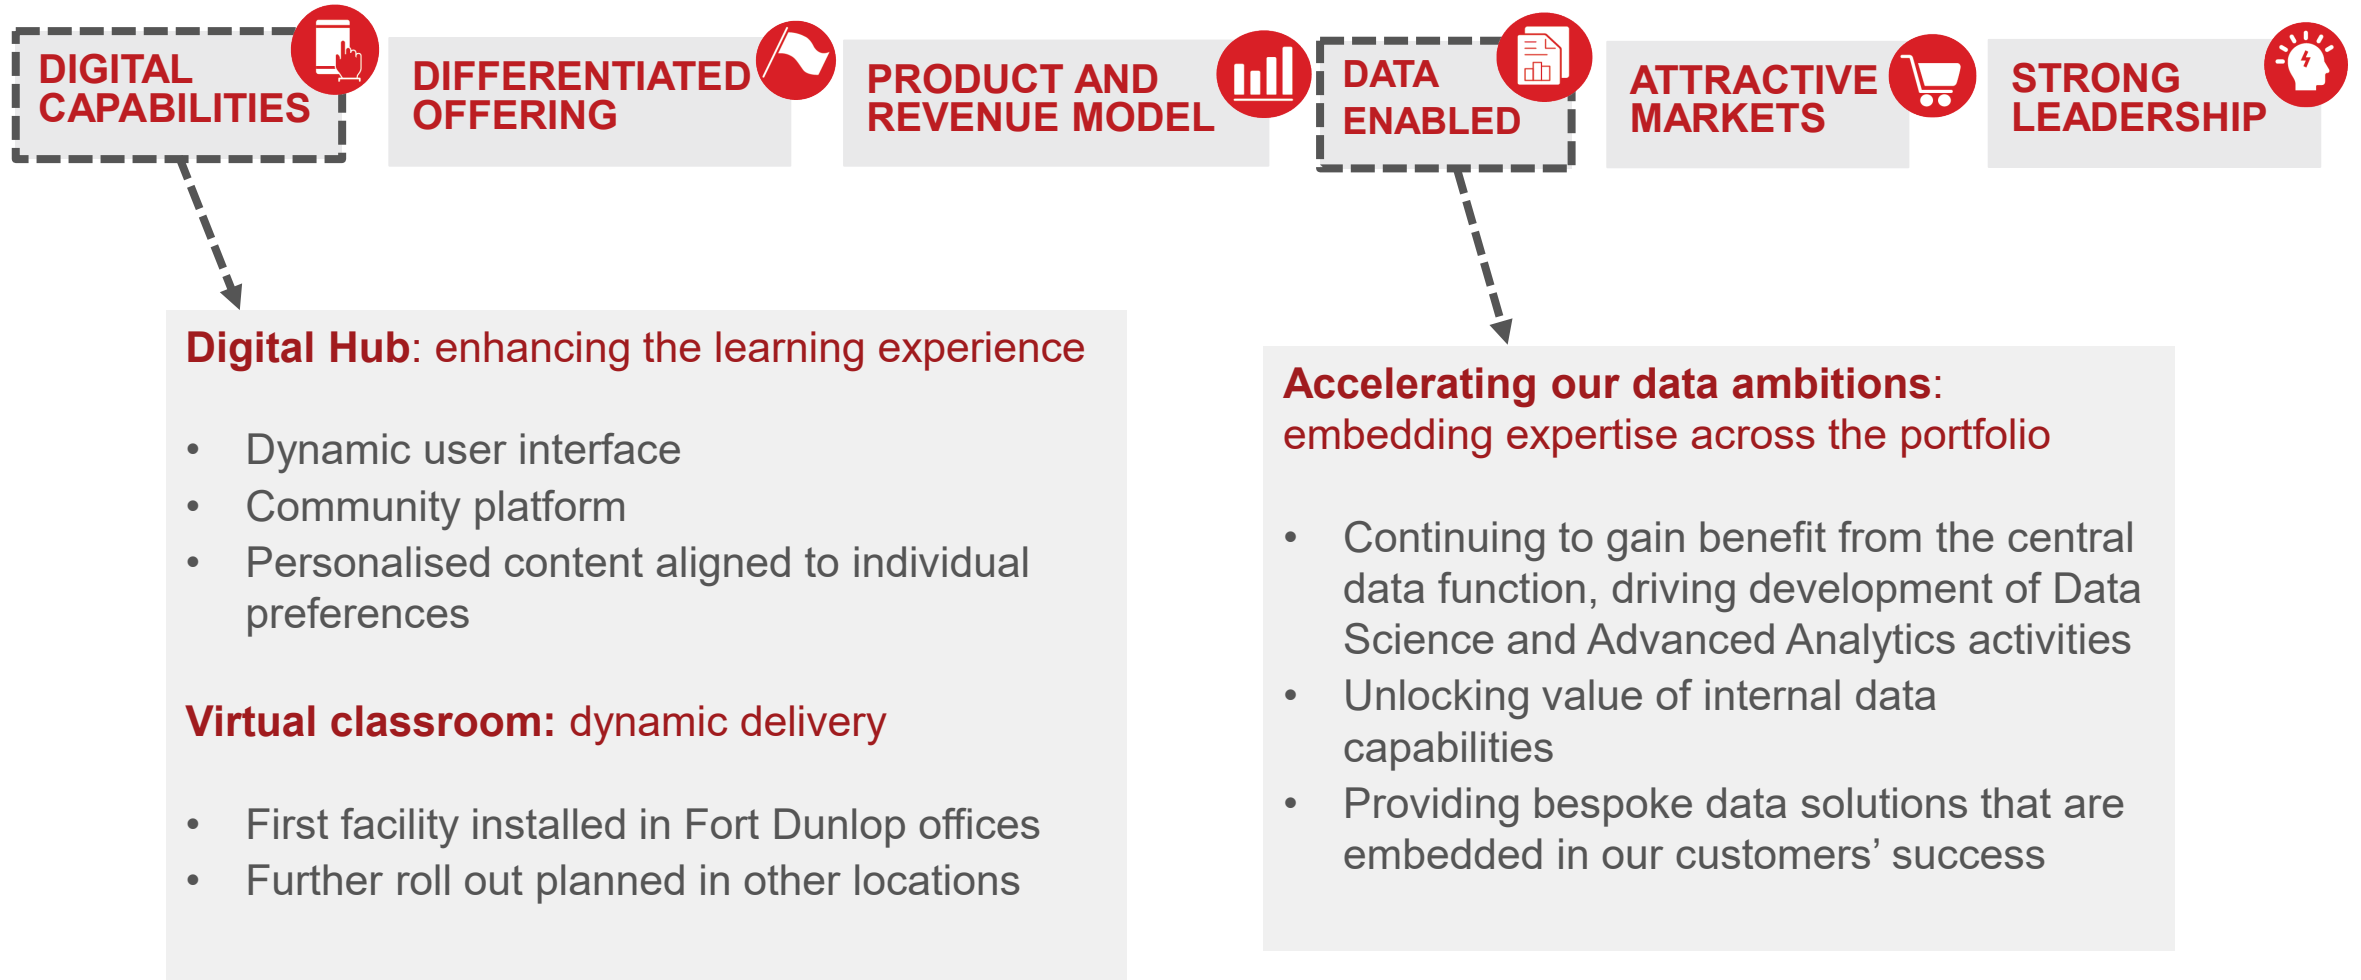 DIGITAL
CAPABILITIES
DIFFERENTIATED
OFFERING
PRODUCT AND
REVENUE MODEL
DATA
ENABLED
ATTRACTIVE
MARKETS
STRONG
LEADERSHIP
Digital Hub: enhancing the learning experience
• Dynamic user interface
• Community platform
• Personalised content aligned to individual
preferences
Virtual classroom: dynamic delivery
• First facility installed in Fort Dunlop offices
• Further roll out planned in other locations
Accelerating our data ambitions:
embedding expertise across the portfolio
• Continuing to gain benefit from the central
data function, driving development of Data
Science and Advanced Analytics activities
• Unlocking value of internal data
capabilities
• Providing bespoke data solutions that are
embedded in our customers’ success